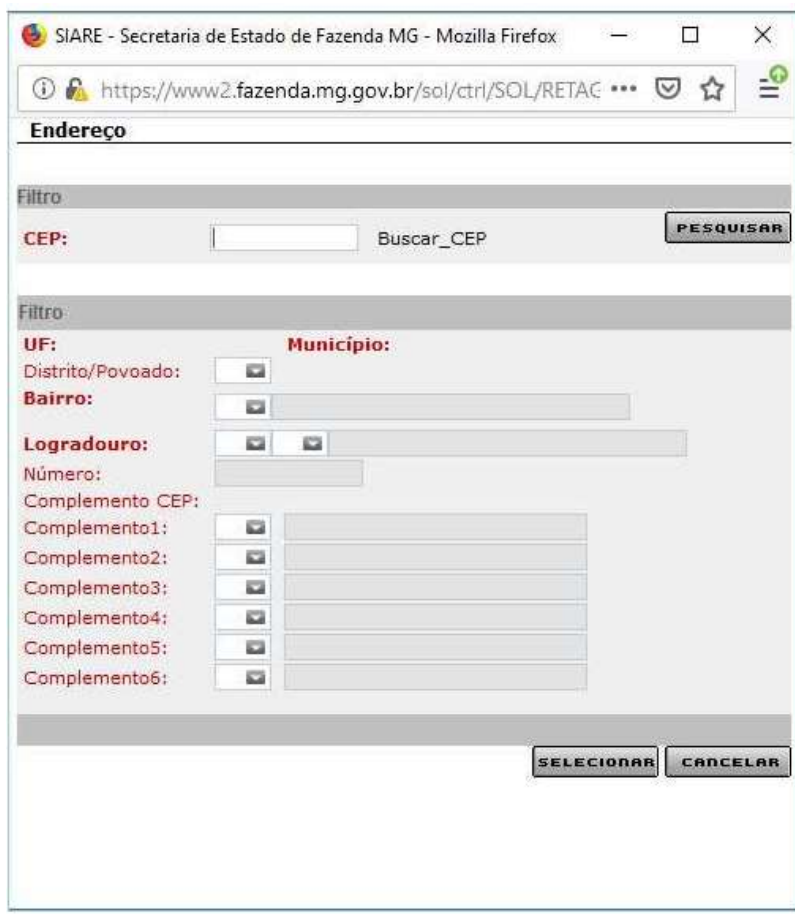 SIARE - Secretaria de Estado de Fazenda MG - Mozilla Firefox
https://www2.fazenda.mg.gov.br/sol/ctrl/SOL/RETAG
Endereço
Filtro
CEP: Buscar_CEP PESQUISAR
Filtro
UF: Município:
Distrito/Povoado:
Bairro:
Logradouro:
Número:
Complemento CEP:
Complemento1:
Complemento2:
Complemento3:
Complemento4:
Complemento5:
Complemento6:
SELECIONAR CANCELAR